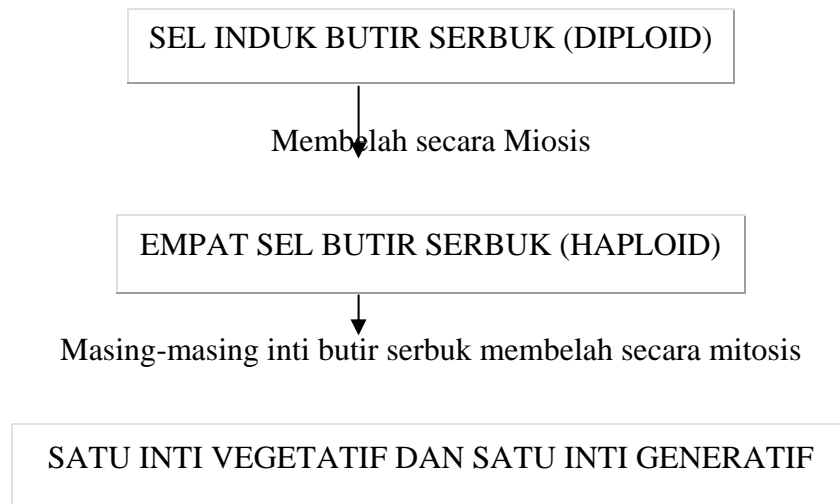 SEL INDUK BUTIR SERBUK (DIPLOID)
Membelah secara Miosis
EMPAT SEL BUTIR SERBUK (HAPLOID)
Masing-masing inti butir serbuk membelah secara mitosis
SATU INTI VEGETATIF DAN SATU INTI GENERATIF